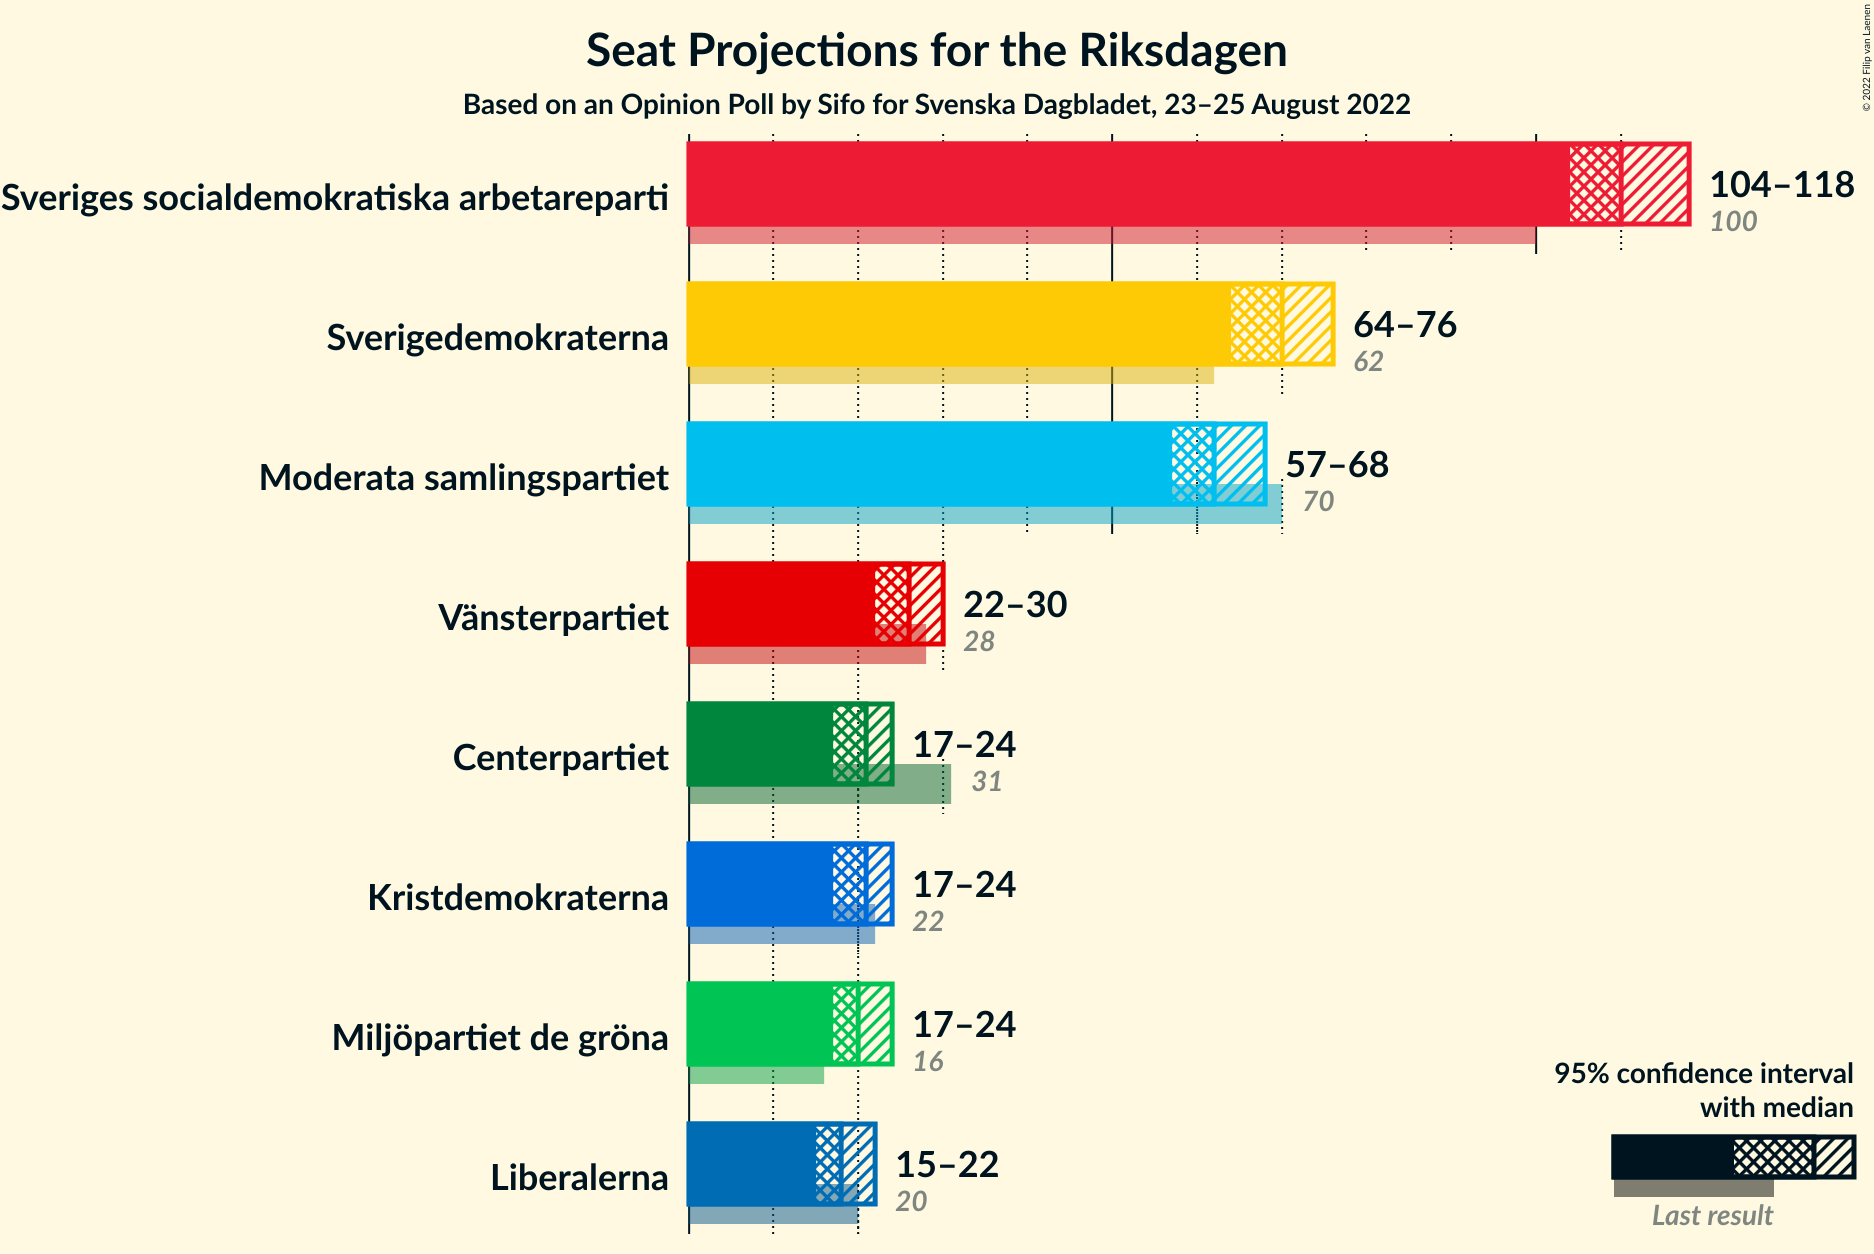 Seat Projections for the Riksdagen
Based on an Opinion Poll by Sifo for Svenska Dagbladet, 23–25 August 2022
© 2022 Filip van Laenen
Sveriges socialdemokratiska arbetareparti
104–118
100
Sverigedemokraterna
64–76
62
Moderata samlingspartiet
57–68
70
Vänsterpartiet
22–30
28
Centerpartiet
17–24
31
Kristdemokraterna
17–24
22
Miljöpartiet de gröna
17–24
16
Liberalerna
15–22
20
95% confidence interval
with median
Last result